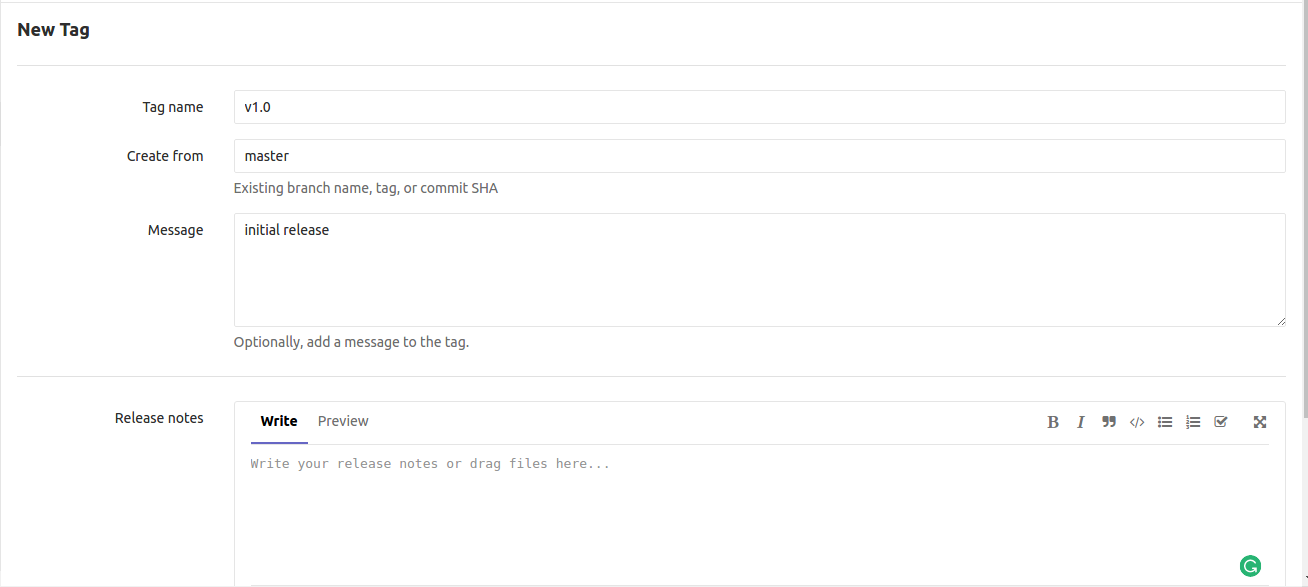 New Tag
Tag name
v1.0
Create from
master
Existing branch name, tag, or commit SHA
Message
initial release
Optionally, add a message to the tag.
Release notes
Write Preview
Write your release notes or drag files here...